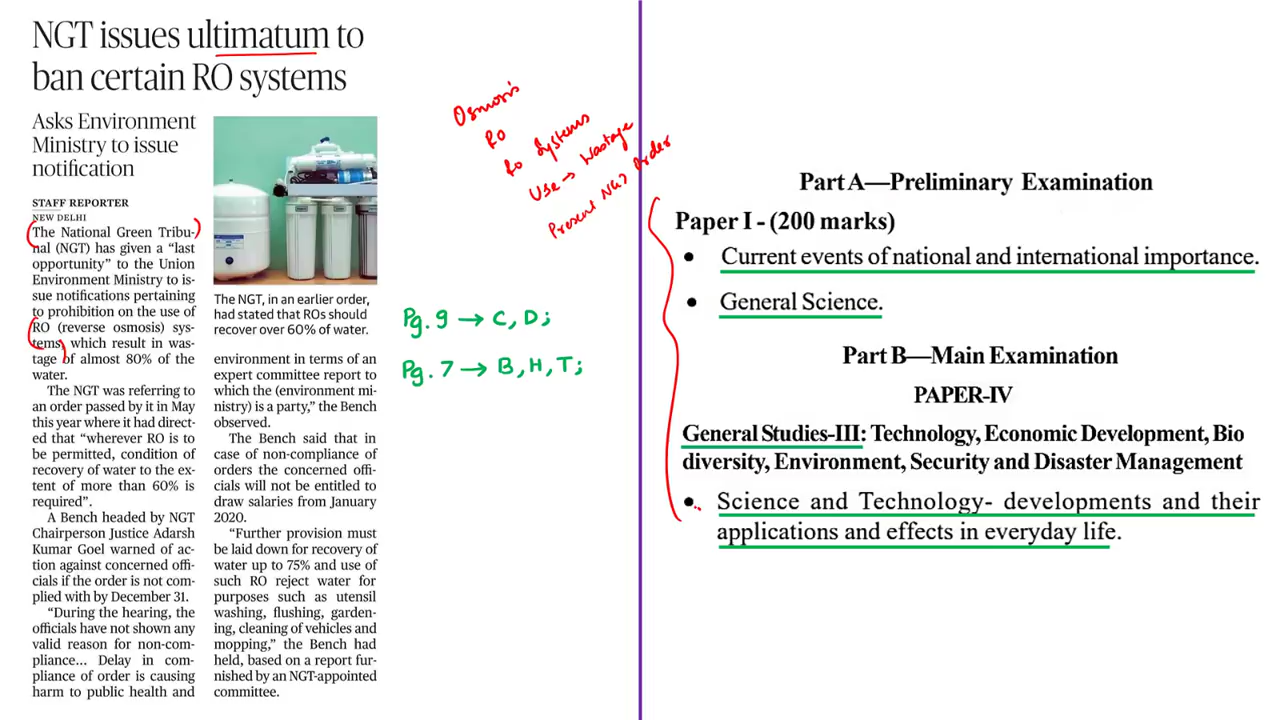 NGT issues ultimatum to
ban certain RO systems
Asks Environment
Ministry to issue
notification
STAFF REPORTER
NEW DELHI
The National Green Tribu-
nal (NGT) has given a “last
opportunity” to the Union
Environment Ministry to is-
sue notifications pertaining
to prohibition on the use of
RO (reverse osmosis) sys-
tems, which result in was-
tage of almost 80% of the
water.
The NGT was referring to
an order passed by it in May
this year where it had direct-
ed that “wherever RO is to
be permitted, condition of
recovery of water to the ex-
tent of more than 60% is
required”.
A Bench headed by NGT
Chairperson Justice Adarsh
Kumar Goel warned of ac-
tion against concerned offi-
cials if the order is not com-
plied with by December 31.
“During the hearing, the
officials have not shown any
valid reason for non-com-
pliance... Delay in com-
pliance of order is causing
harm to public health and
The NGT, in an earlier order,
had stated that ROs should
recover over 60% of water.
environment in terms of an
expert committee report to
which the (environment mi-
nistry) is a party,” the Bench
observed.
The Bench said that in
case of non-compliance of
orders the concerned offi-
cials will not be entitled to
draw salaries from January
2020.
“Further provision must
be laid down for recovery of
water up to 75% and use of
such RO reject water for
purposes such as utensil
washing, flushing, garden-
ing, cleaning of vehicles and
mopping,” the Bench had
held, based on a report fur-
nished by an NGT-appointed
committee.
Osmosis
RO
RO Systems
Use → Wastage
Present NGT Order
Pg. 9 → C, D;
Pg. 7 → B, H, T;
Part A—Preliminary Examination
Paper I - (200 marks)
• Current events of national and international importance.
• General Science.
Part B—Main Examination
PAPER-IV
General Studies-III: Technology, Economic Development, Bio
diversity, Environment, Security and Disaster Management
• Science and Technology- developments and their
applications and effects in everyday life.